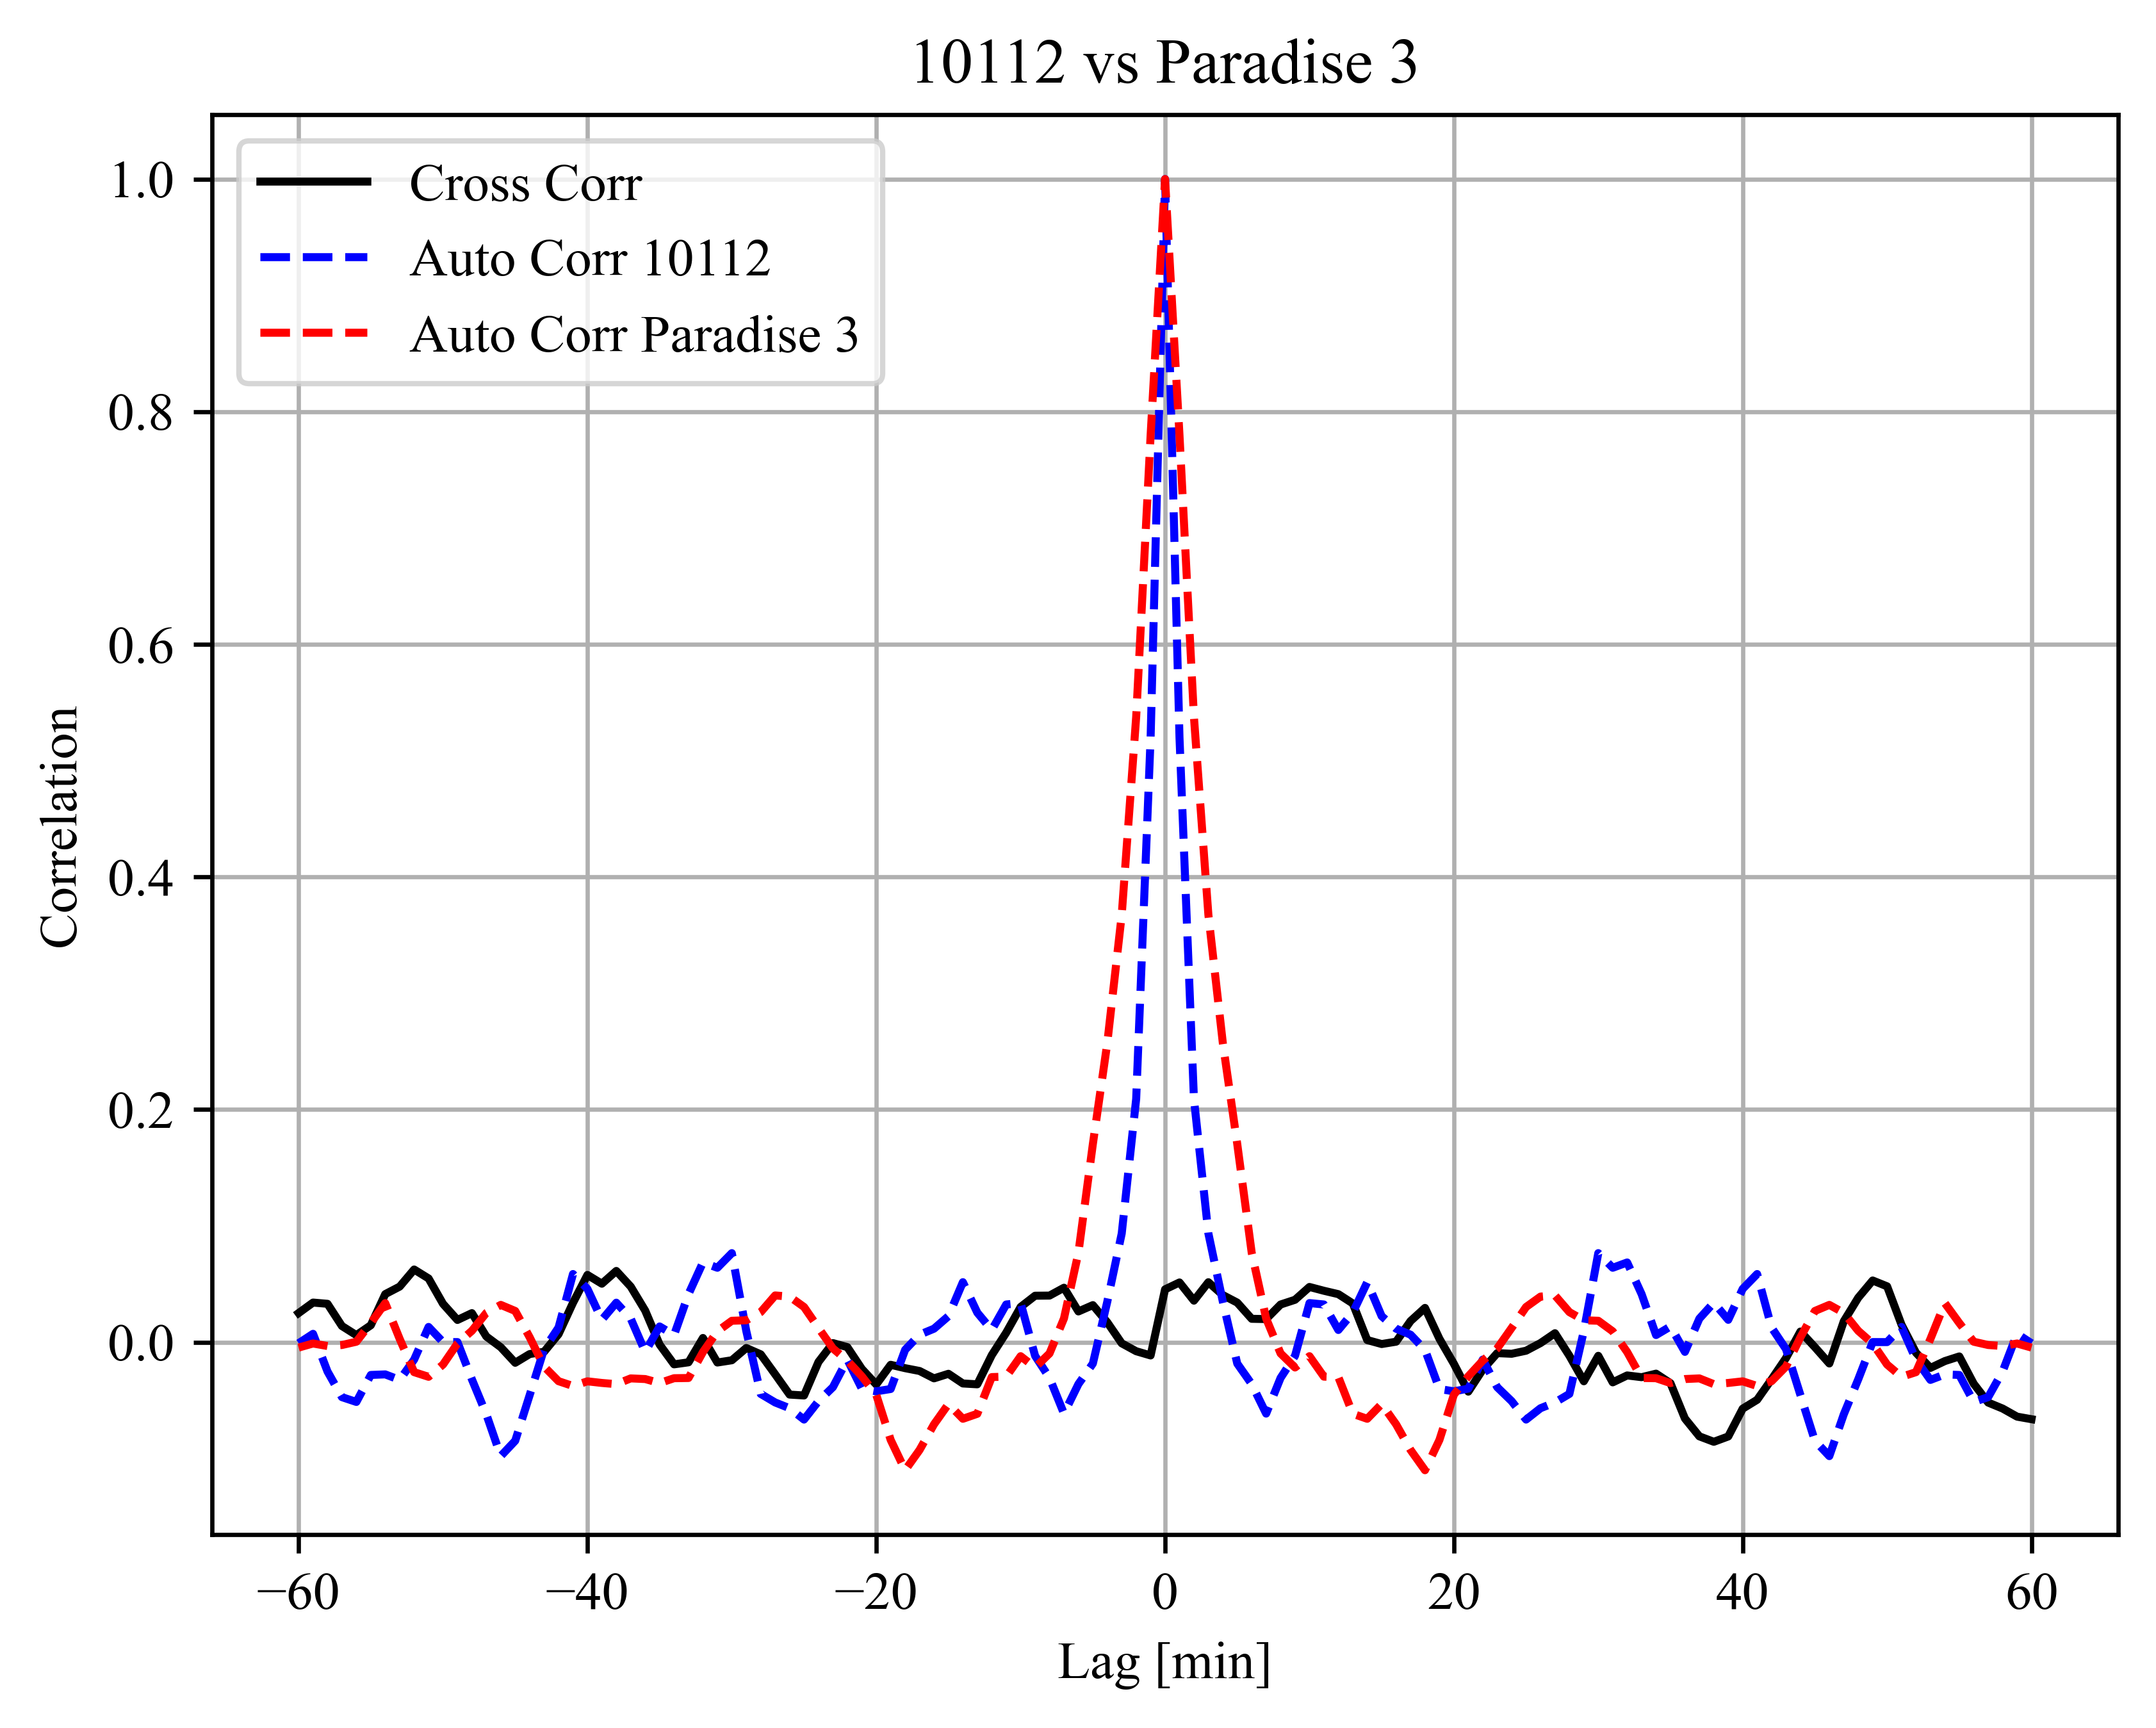 10112 vs Paradise 3
Cross Corr
Auto Corr 10112
Auto Corr Paradise 3
1.0
0.8
0.6
0.4
0.2
0.0
Correlation
−60
−40
−20
0
20
40
60
Lag [min]